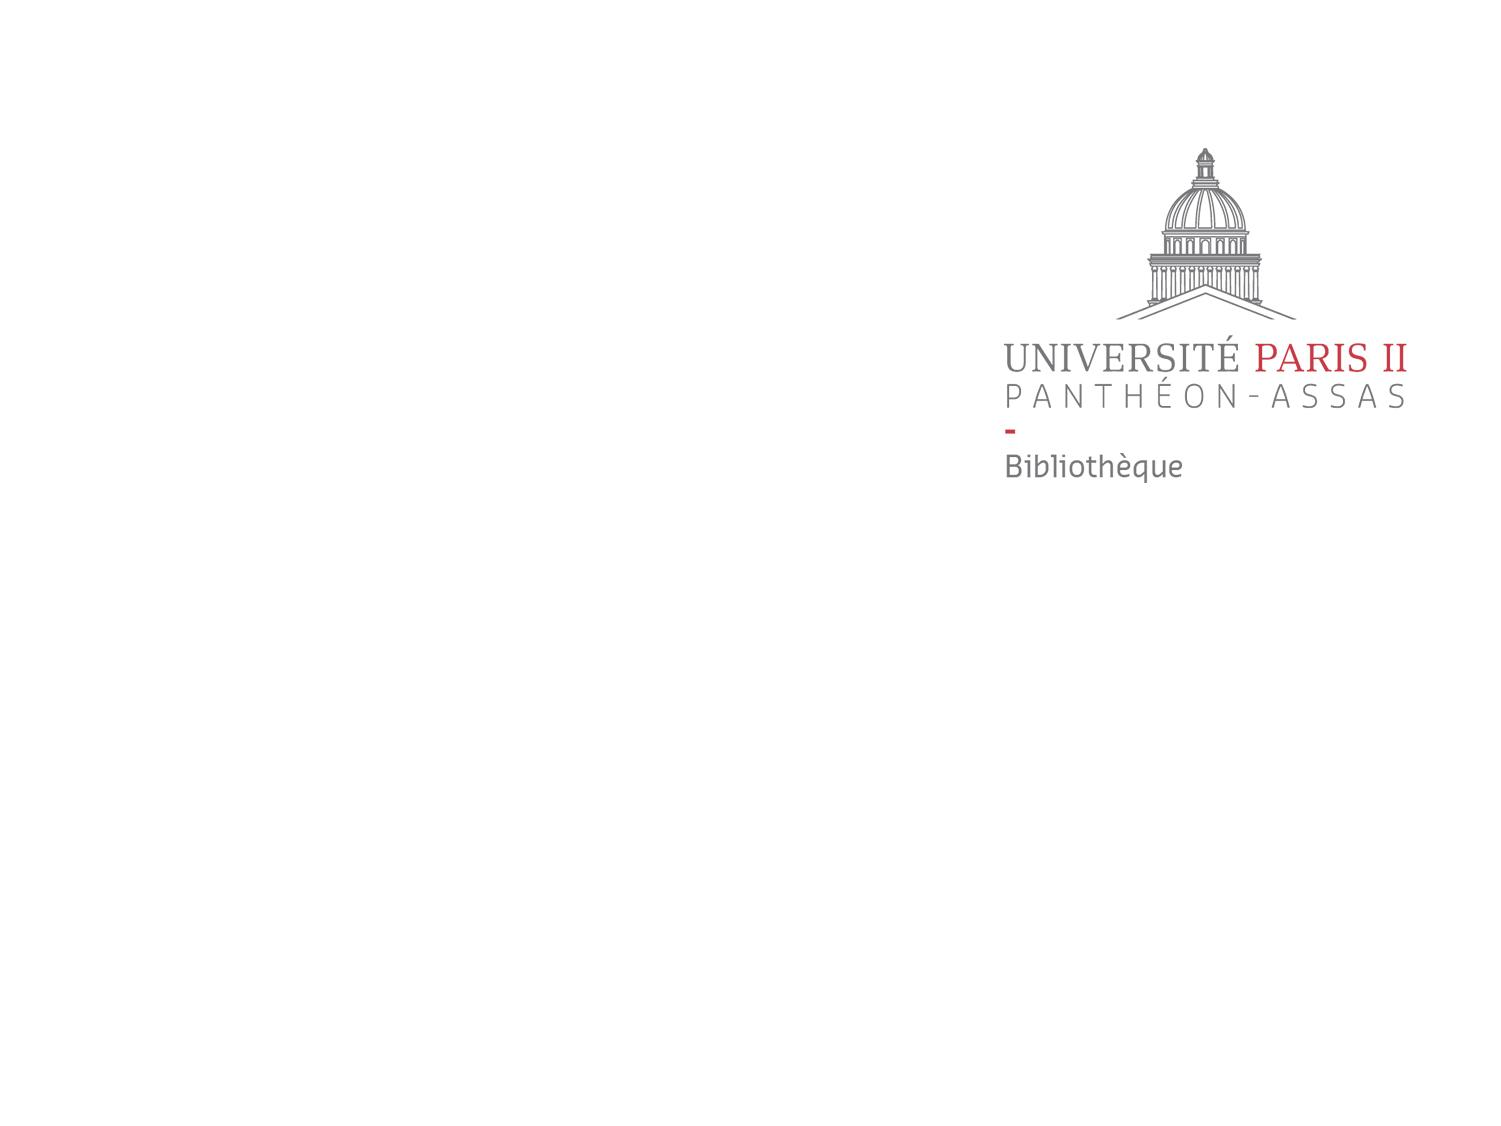 UNIVERSITÉ PARIS II
PANTHÉON-ASSAS
-
Bibliothèque